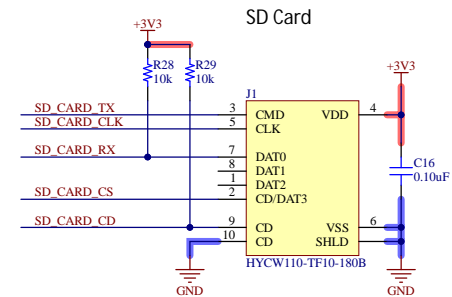 SD Card
+3V3
R28
10k
R29
10k
+3V3
J1
SD_CARD_TX 3 CMD VDD 4
SD_CARD_CLK 5 CLK
SD_CARD_RX 7 DAT0
8 DAT1
1 DAT2
SD_CARD_CS 2 CD/DAT3
SD_CARD_CD 9 CD VSS 6
10 CD SHLD
C16
0.10uF
HYCW110-TF10-180B
GND
GND